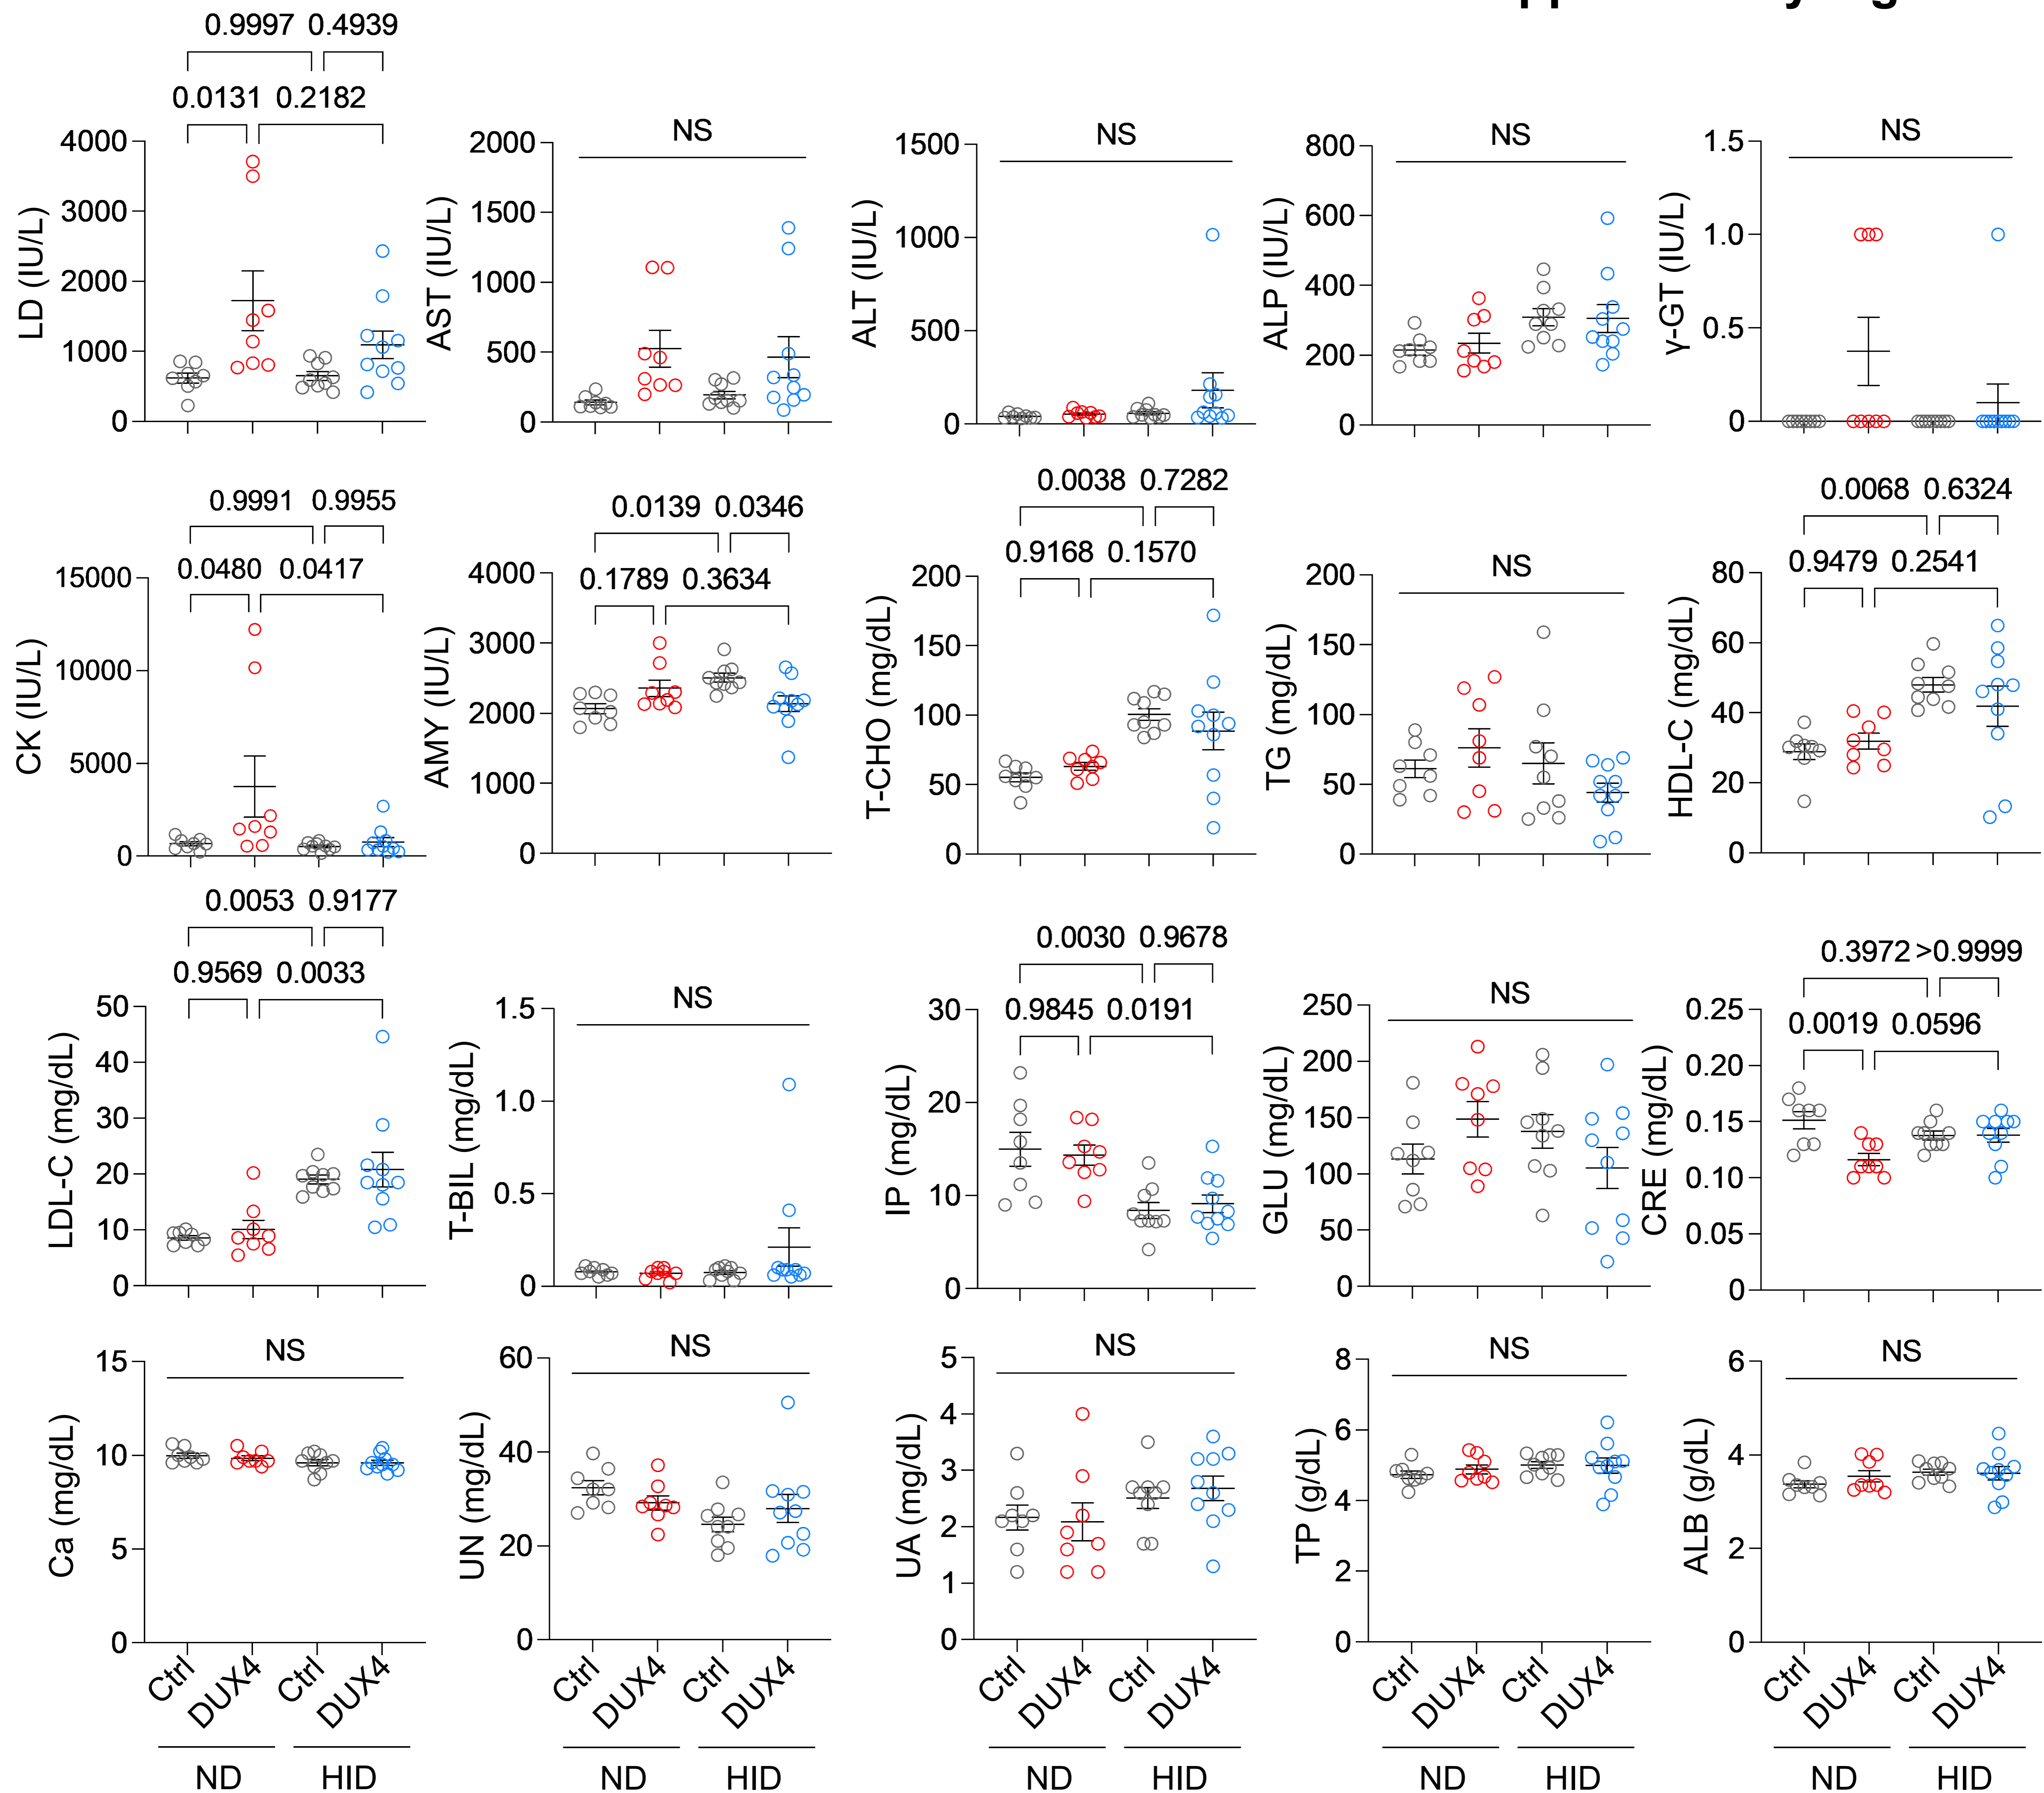 0.9997 0.4939
0.0131 0.2182
4000
3000
2000
1000
0
LD (IU/L)
NS
2000
1500
1000
500
0
AST (IU/L)
NS
1500
1000
500
0
ALT (IU/L)
NS
800
600
400
200
0
ALP (IU/L)
NS
1.5
1.0
0.5
0
γ-GT (IU/L)
0.9991 0.9955
0.0480 0.0417
15000
10000
5000
0
CK (IU/L)
0.0139 0.0346
0.1789 0.3634
4000
3000
2000
1000
0
AMY (IU/L)
0.0038 0.7282
0.9168 0.1570
200
150
100
50
0
T-CHO (mg/dL)
NS
200
150
100
50
0
TG (mg/dL)
0.0068 0.6324
0.9479 0.2541
80
60
40
20
0
HDL-C (mg/dL)
0.0053 0.9177
0.9569 0.0033
50
40
30
20
10
0
LDL-C (mg/dL)
NS
1.5
1.0
0.5
0
T-BIL (mg/dL)
0.0030 0.9678
0.9845 0.0191
30
20
10
0
IP (mg/dL)
NS
250
200
150
100
50
0
GLU (mg/dL)
0.3972 >0.9999
0.0019 0.0596
0.25
0.20
0.15
0.10
0.05
0
CRE (mg/dL)
NS
15
10
5
0
Ca (mg/dL)
Ctrl DUX4 Ctrl DUX4
ND HID
NS
60
40
20
0
UN (mg/dL)
Ctrl DUX4 Ctrl DUX4
ND HID
NS
5
4
3
2
1
0
UA (mg/dL)
Ctrl DUX4 Ctrl DUX4
ND HID
NS
8
6
4
2
0
TP (g/dL)
Ctrl DUX4 Ctrl DUX4
ND HID
NS
6
4
2
0
ALB (g/dL)
Ctrl DUX4 Ctrl DUX4
ND HID